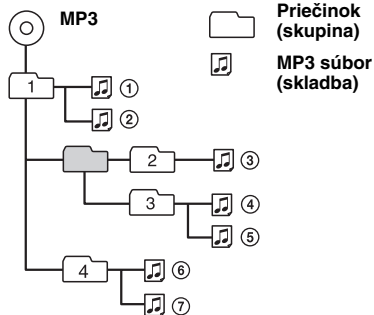 MP3
Priečinok
(skupina)
MP3 súbor
(skladba)
1
①
②
2
③
3
④
⑤
4
⑥
⑦